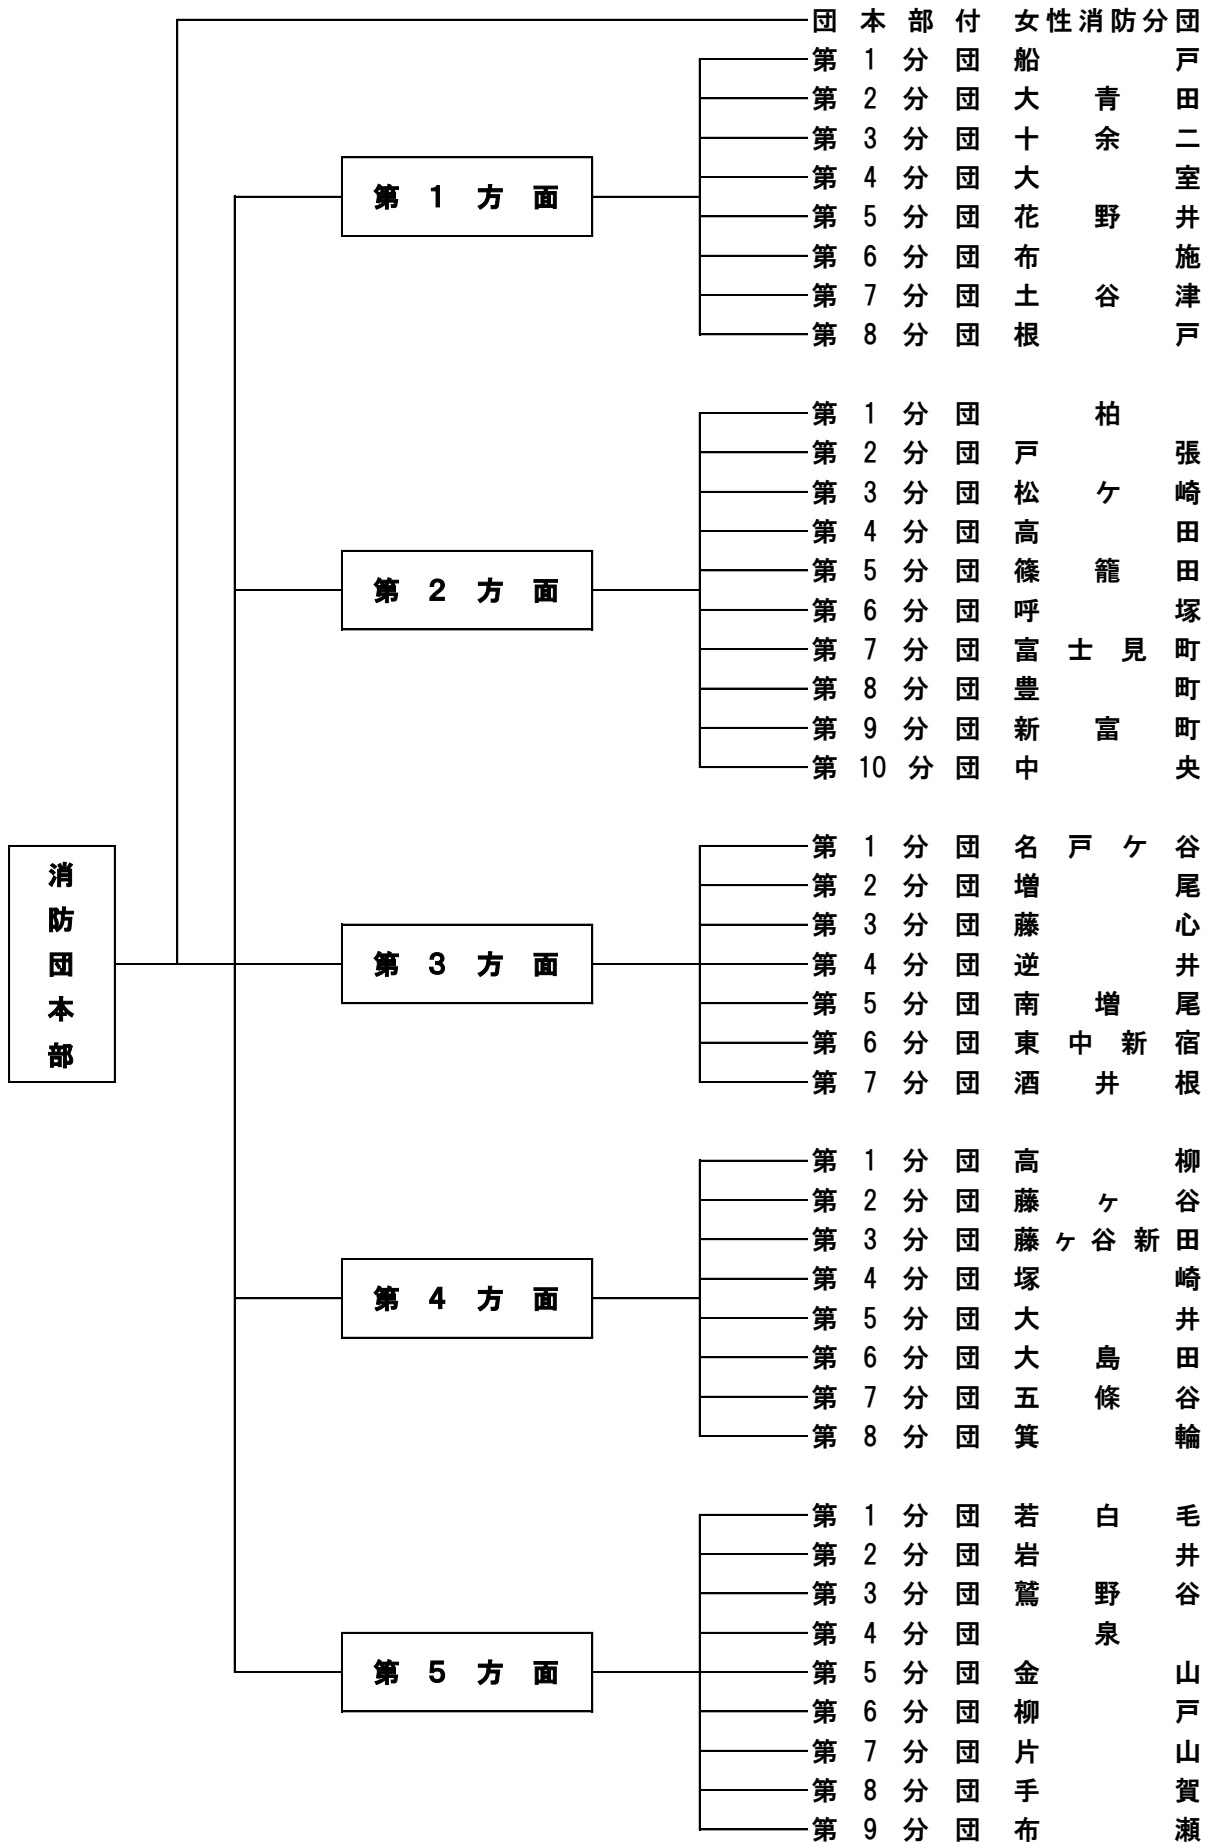 団本部付 女性消防分団
第1分団 船戸
第2分団 大青田
第3分団 十余二
第4分団 大室
第5分団 花野井
第6分団 布施
第7分団 土谷津
第8分団 根戸
第1方面
第1分団 柏
第2分団 戸張
第3分団 松ケ崎
第4分団 高田
第5分団 篠籠田
第6分団 呼塚
第7分団 富士見町
第8分団 豊町
第9分団 新富町
第10分団 中央
第2方面
消防団本部
第1分団 名戸ケ谷
第2分団 増尾
第3分団 藤心
第4分団 逆井
第5分団 南増尾
第6分団 東中新宿
第7分団 酒井根
第3方面
第1分団 高柳
第2分団 藤ヶ谷
第3分団 藤ヶ谷新田
第4分団 塚崎
第5分団 大井
第6分団 大島田
第7分団 五條谷
第8分団 箕輪
第4方面
第1分団 若白毛
第2分団 岩井
第3分団 鷲野谷
第4分団 泉
第5分団 金山
第6分団 柳戸
第7分団 片山
第8分団 手賀
第9分団 布瀬
第5方面